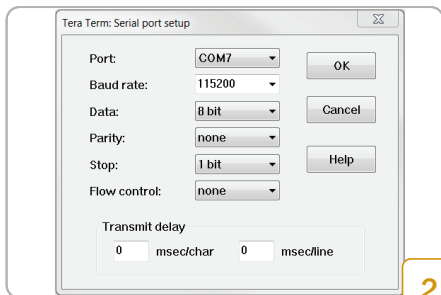 Tera Term: Serial port setup
Port: COM7 OK
Baud rate: 115200
Data: 8 bit Cancel
Parity: none
Stop: 1 bit Help
Flow control: none
Transmit delay
0 msec/char 0 msec/line
2